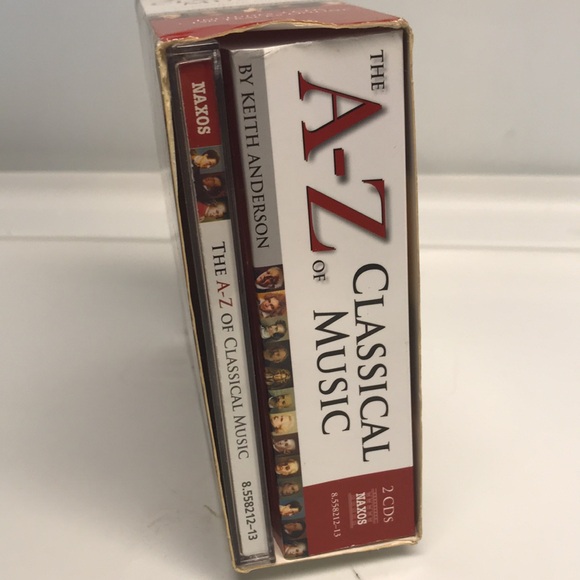 NAXOS
THE A-Z OF CLASSICAL MUSIC
8.558212-13
BY KEITH ANDERSON
THE
A-Z
OF
CLASSICAL
MUSIC
2 CDs
NAXOS
8.558212-13